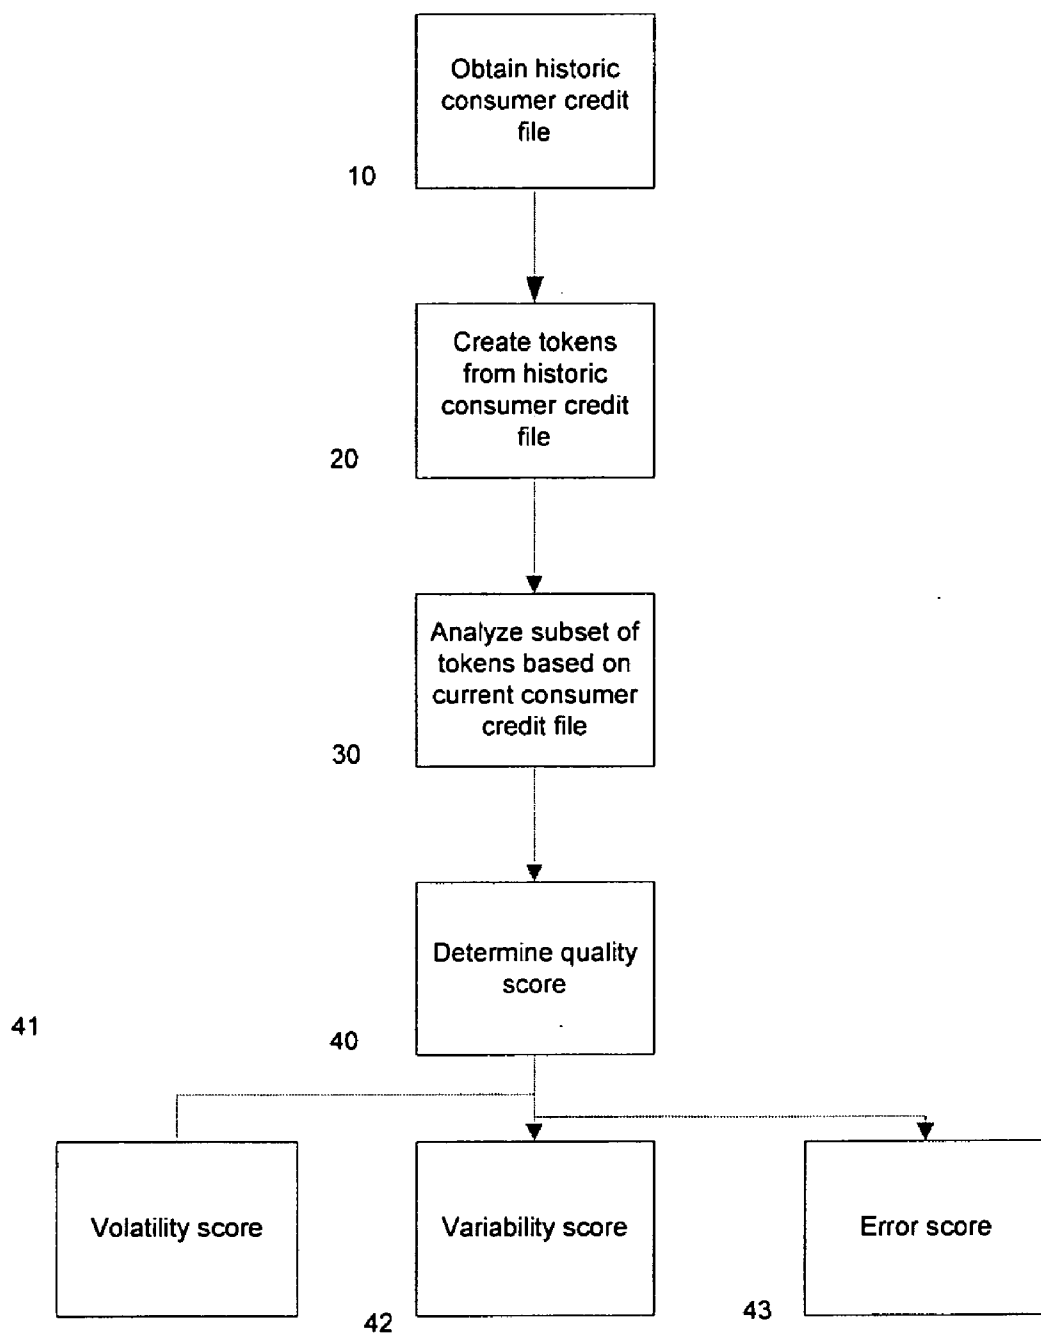 Obtain historic
consumer credit
file
10
Create tokens
from historic
consumer credit
file
20
Analyze subset of
tokens based on
current consumer
credit file
30
Determine quality
score
41
40
Volatility score
Variability score
Error score
42
43